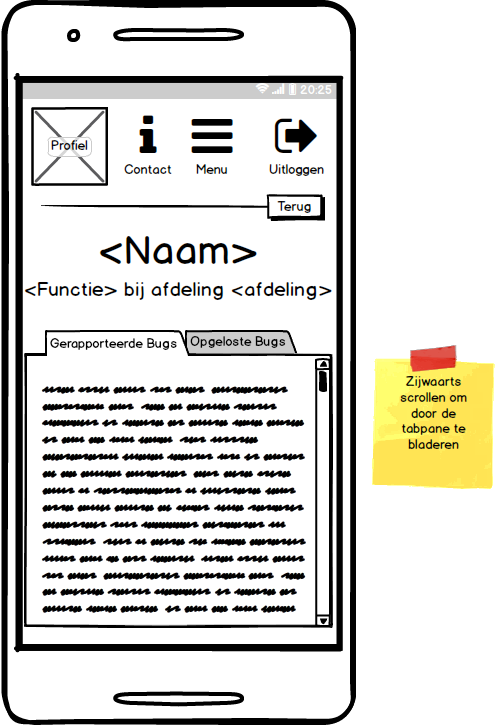 20:25
Profiel
Contact
Menu
Uitloggen
Terug
<Naam>
<Functie> bij afdeling <afdeling>
Gerapporteerde Bugs
Opgeloste Bugs
Zijwaarts
scrollen om
door de
tabpane te
bladeren